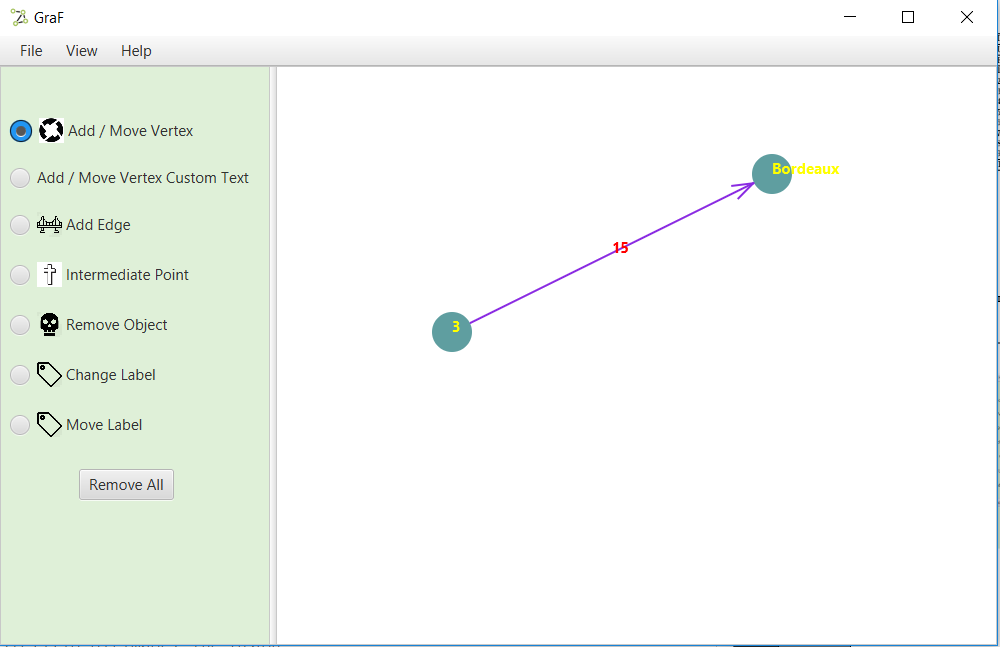 GraF
File View Help
Add / Move Vertex
Add / Move Vertex Custom Text
Add Edge
Intermediate Point
Remove Object
Change Label
Move Label
Remove All
Bordeaux
15
3